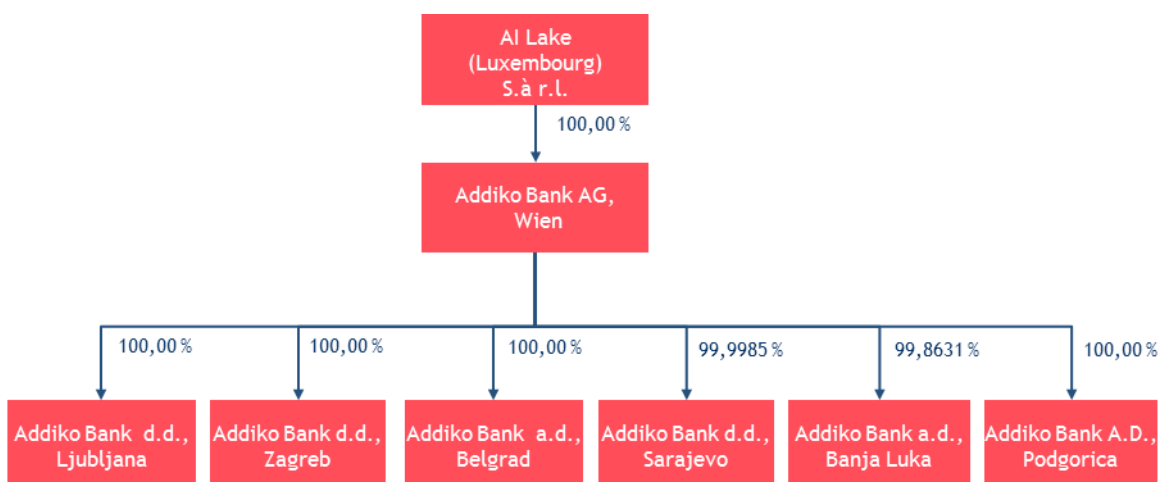 AI Lake
(Luxembourg)
S.à r.l.
100,00 %
Addiko Bank AG,
Wien
100,00 %
100,00 %
100,00 %
99,9985 %
99,8631 %
100,00 %
Addiko Bank d.d.,
Ljubljana
Addiko Bank d.d.,
Zagreb
Addiko Bank a.d.,
Belgrad
Addiko Bank d.d.,
Sarajevo
Addiko Bank a.d.,
Banja Luka
Addiko Bank A.D.,
Podgorica